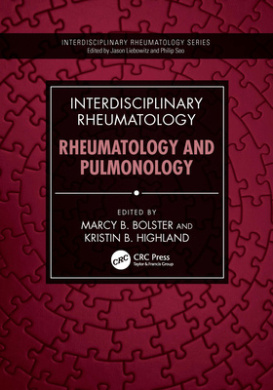 INTERDISCIPLINARY RHEUMATOLOGY SERIES
Edited by Jason Liebowitz and Philip Seo
INTERDISCIPLINARY
RHEUMATOLOGY
RHEUMATOLOGY AND
PULMONOLOGY
EDITED BY
MARCY B. BOLSTER AND
KRISTIN B. HIGHLAND
CRC
CRC Press
Taylor & Francis Group